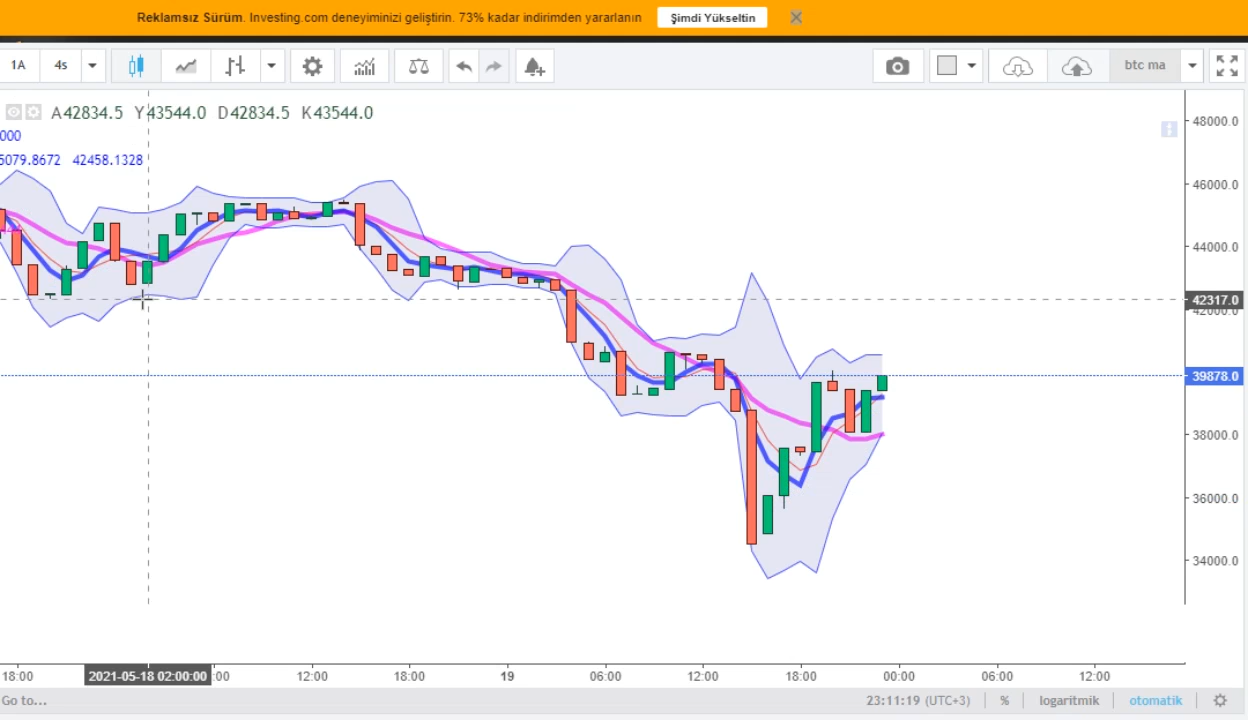 Reklamsız Sürüm. Investing.com deneyiminizi geliştirin. 73% kadar indirimden yararlanın Şimdi Yükseltin
1A 4s btc ma
A42834.5 Y43544.0 D42834.5 K43544.0
000
5079.8672 42458.1328
48000.0
46000.0
44000.0
42317.0
42000.0
39878.0
38000.0
36000.0
34000.0
18:00 2021-05-18 02:00:00 :00 12:00 18:00 19 06:00 12:00 18:00 00:00 06:00 12:00
Go to... 23:11:19 (UTC+3) % logaritmik otomatik